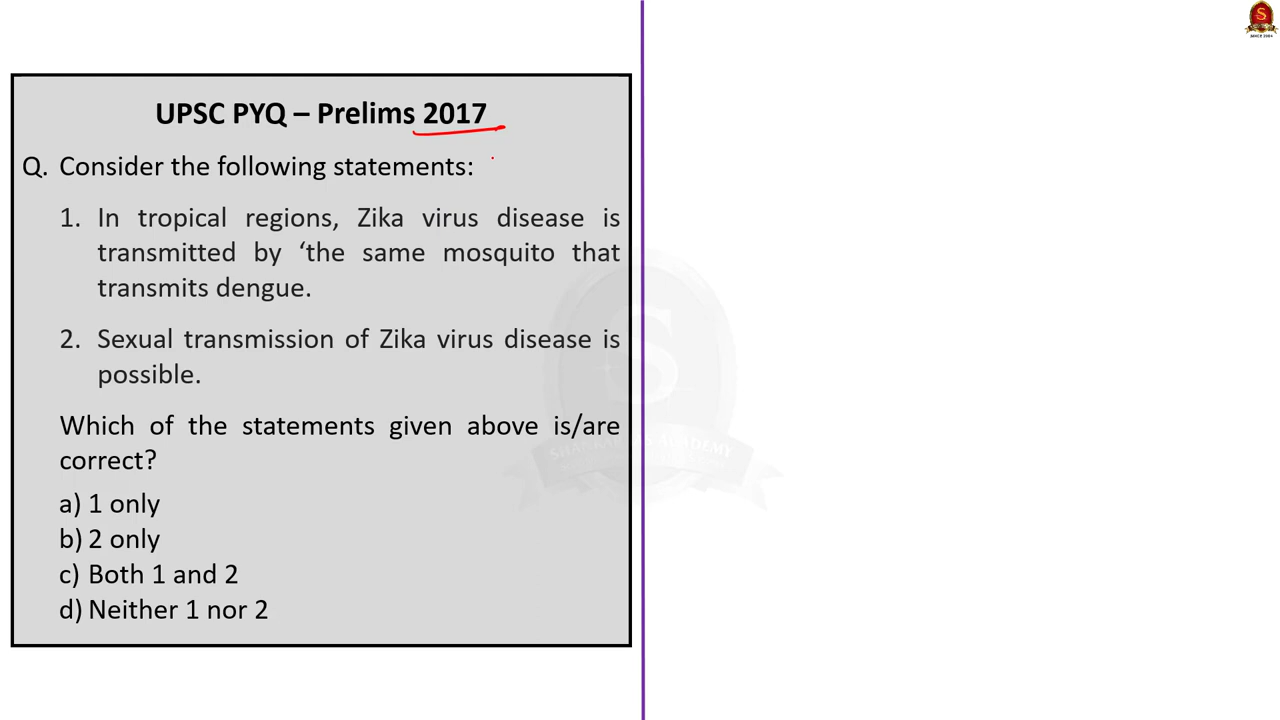 UPSC PYQ – Prelims 2017
Q. Consider the following statements:
1. In tropical regions, Zika virus disease is
transmitted by ‘the same mosquito that
transmits dengue.
2. Sexual transmission of Zika virus disease is
possible.
Which of the statements given above is/are
correct?
a) 1 only
b) 2 only
c) Both 1 and 2
d) Neither 1 nor 2
S
SINCE 2004